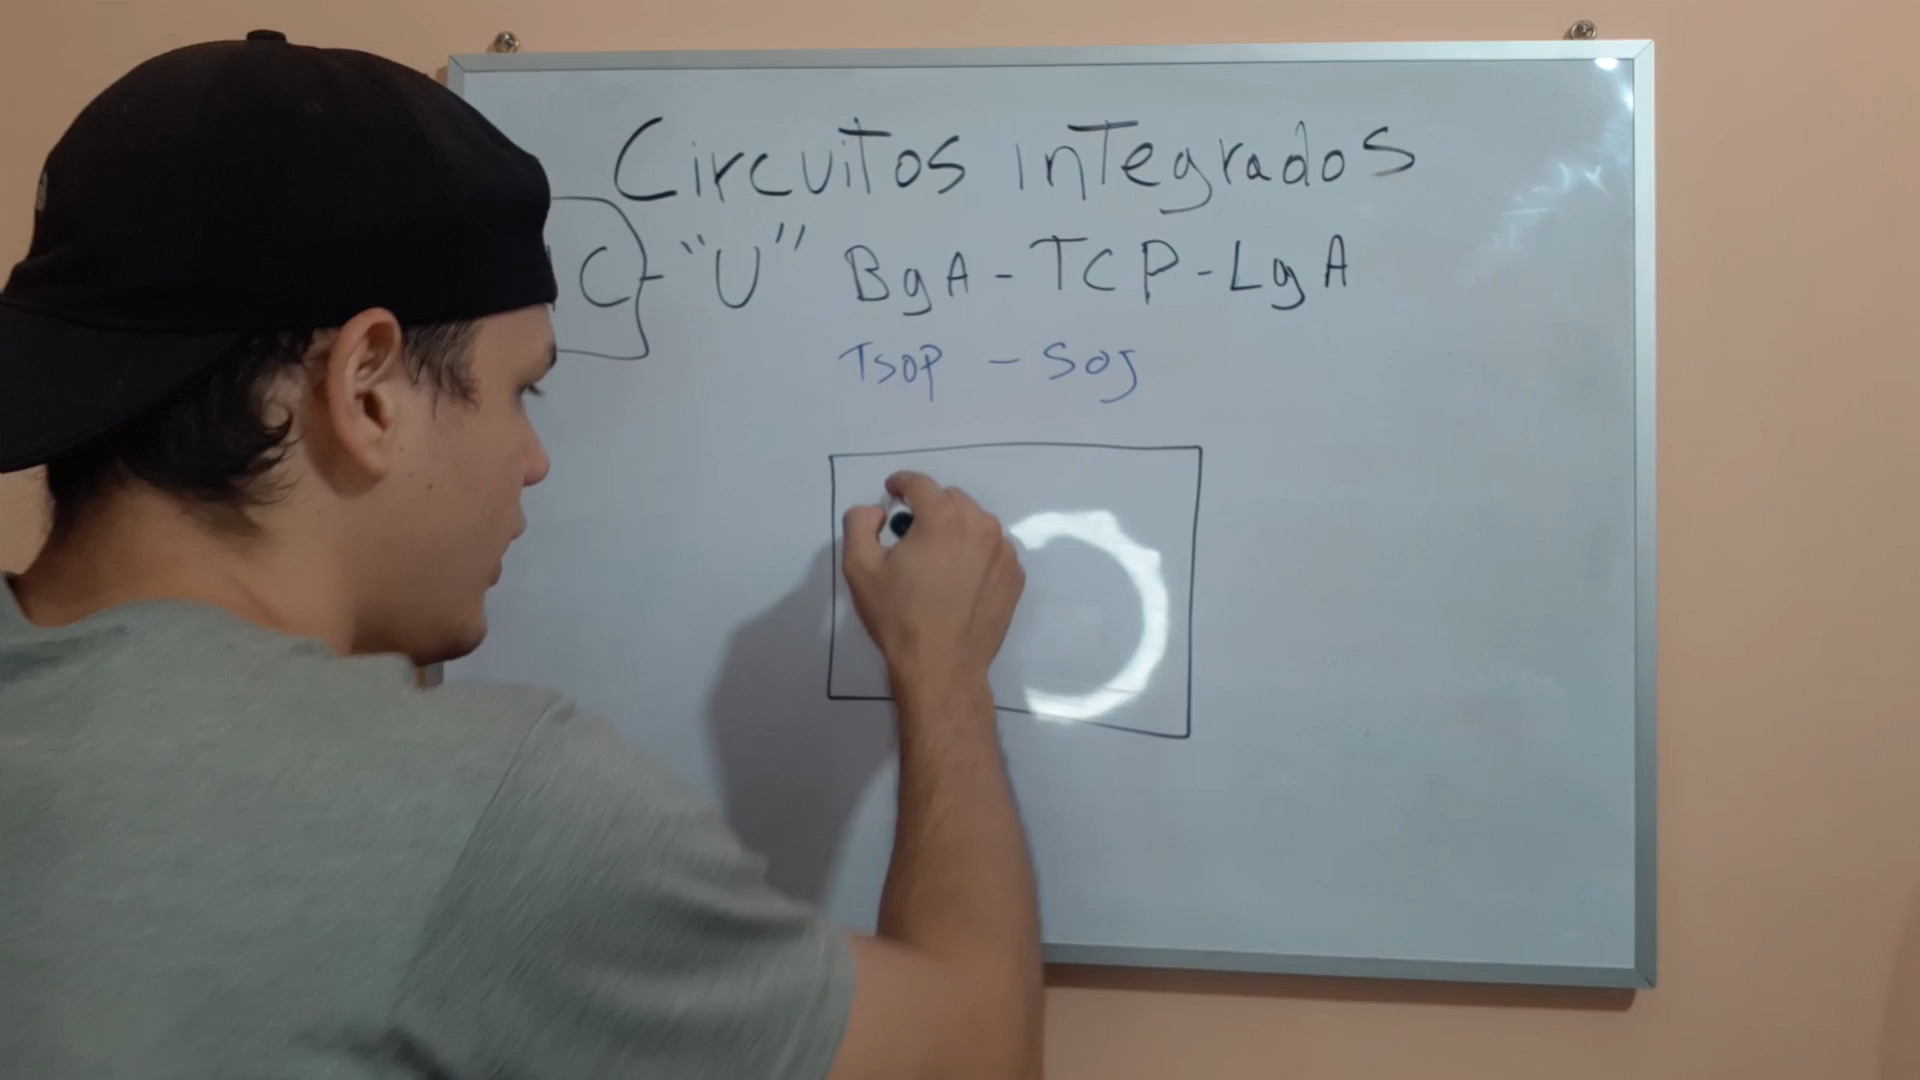 Circuitos integrados
C - "U" BgA - TCP - LgA
TSOP - SOJ